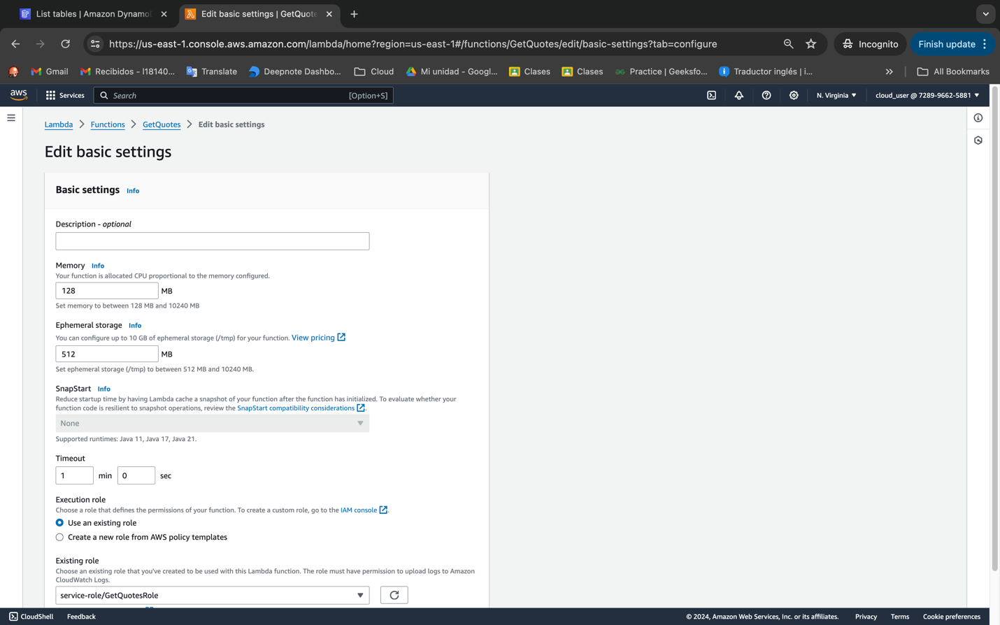 List tables | Amazon Dynamo
Edit basic settings | GetQuote
https://us-east-1.console.aws.amazon.com/lambda/home?region=us-east-1#/functions/GetQuotes/edit/basic-settings?tab=configure
Incognito
Finish update
Gmail
Recibidos - l18140...
Translate
Deepnote Dashbo...
Cloud
Mi unidad - Googl...
Clases
Clases
Practice | Geeksfo...
Traductor inglés | i...
All Bookmarks
aws
Services
Search
[Option+S]
N. Virginia
cloud_user @ 7289-9662-5881
Lambda > Functions > GetQuotes > Edit basic settings
Edit basic settings
Basic settings Info
Description - optional
Memory Info
Your function is allocated CPU proportional to the memory configured.
128 MB
Set memory to between 128 MB and 10240 MB
Ephemeral storage Info
You can configure up to 10 GB of ephemeral storage (/tmp) for your function. View pricing
512 MB
Set ephemeral storage (/tmp) to between 512 MB and 10240 MB.
SnapStart Info
Reduce startup time by having Lambda cache a snapshot of your function after the function has initialized. To evaluate whether your
function code is resilient to snapshot operations, review the SnapStart compatibility considerations.
None
Supported runtimes: Java 11, Java 17, Java 21.
Timeout
1 min 0 sec
Execution role
Choose a role that defines the permissions of your function. To create a custom role, go to the IAM console.
Use an existing role
Create a new role from AWS policy templates
Existing role
Choose an existing role that you've created to be used with this Lambda function. The role must have permission to upload logs to Amazon
CloudWatch Logs.
service-role/GetQuotesRole
CloudShell
Feedback
© 2024, Amazon Web Services, Inc. or its affiliates.
Privacy
Terms
Cookie preferences